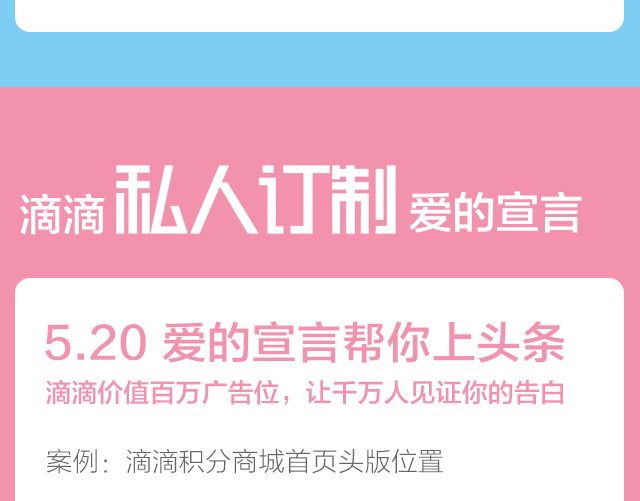 滴滴私人订制爱的宣言
5.20 爱的宣言帮你上头条
滴滴价值百万广告位，让千万人见证你的告白
案例：滴滴积分商城首页头版位置